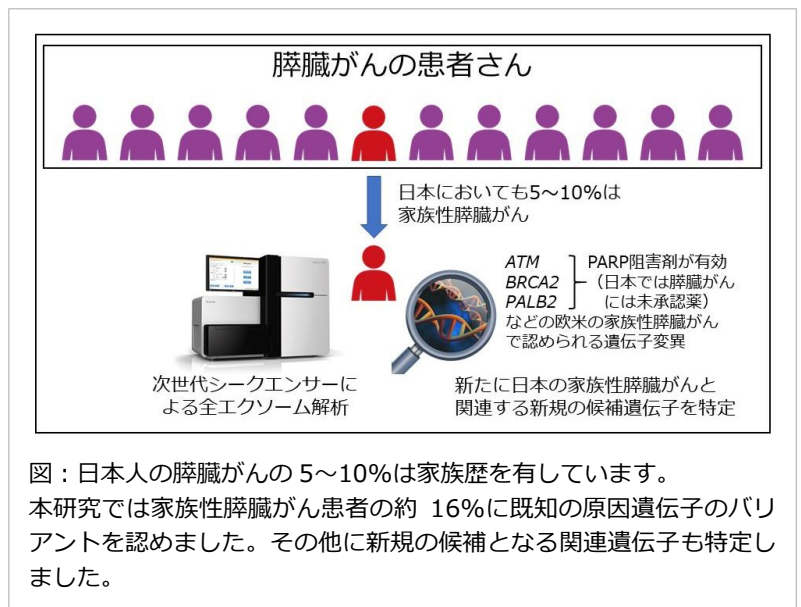 膵臓がんの患者さん
日本においても5～10%は
家族性膵臓がん
ATM
BRCA2
PALB2
PARP阻害剤が有効
（日本では膵臓がん
には未承認薬）
などの欧米の家族性膵臓がん
で認められる遺伝子変異
次世代シークエンサーに
よる全エクソーム解析
新たに日本の家族性膵臓がんと
関連する新規の候補遺伝子を特定
図：日本人の膵臓がんの 5～10%は家族歴を有しています。
本研究では家族性膵臓がん患者の約 16%に既知の原因遺伝子のバリ
アントを認めました。その他に新規の候補となる関連遺伝子も特定し
ました。